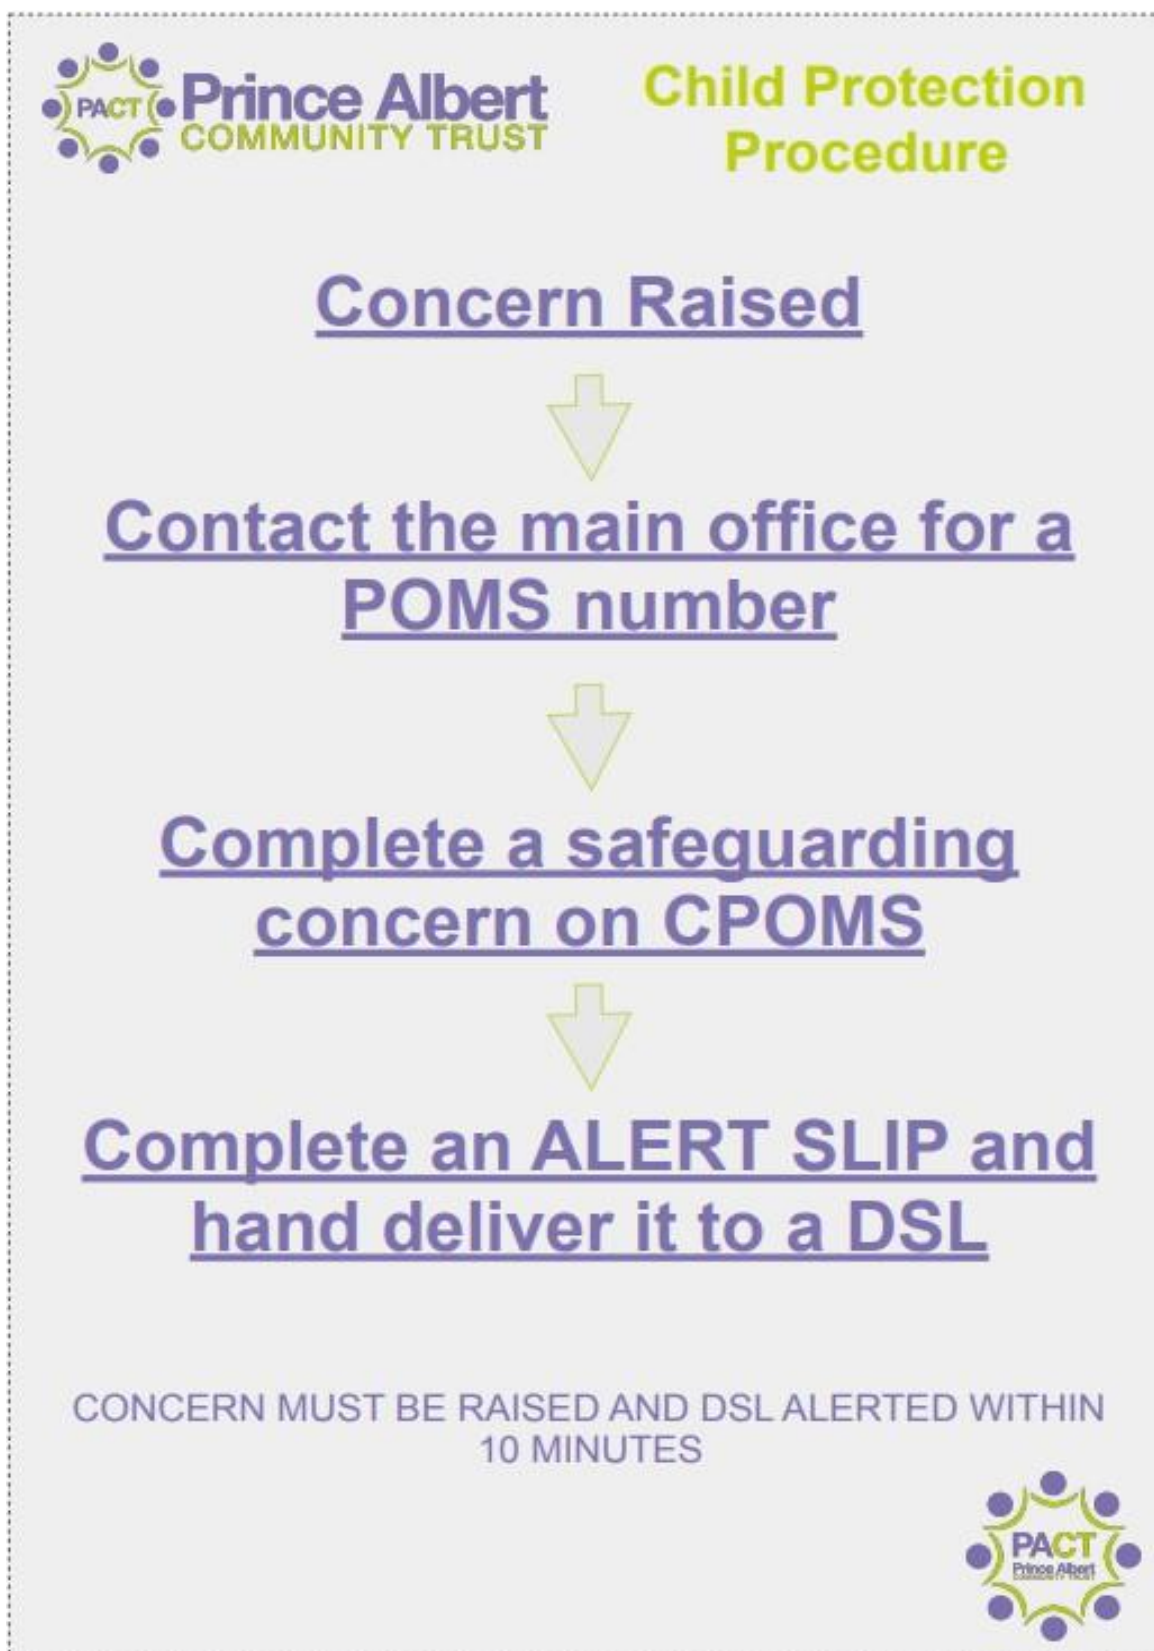 PACT
Prince Albert
COMMUNITY TRUST
Child Protection
Procedure
Concern Raised
Contact the main office for a
POMS number
Complete a safeguarding
concern on CPOMS
Complete an ALERT SLIP and
hand deliver it to a DSL
CONCERN MUST BE RAISED AND DSL ALERTED WITHIN
10 MINUTES
PACT
Prince Albert
COMMUNITY TRUST